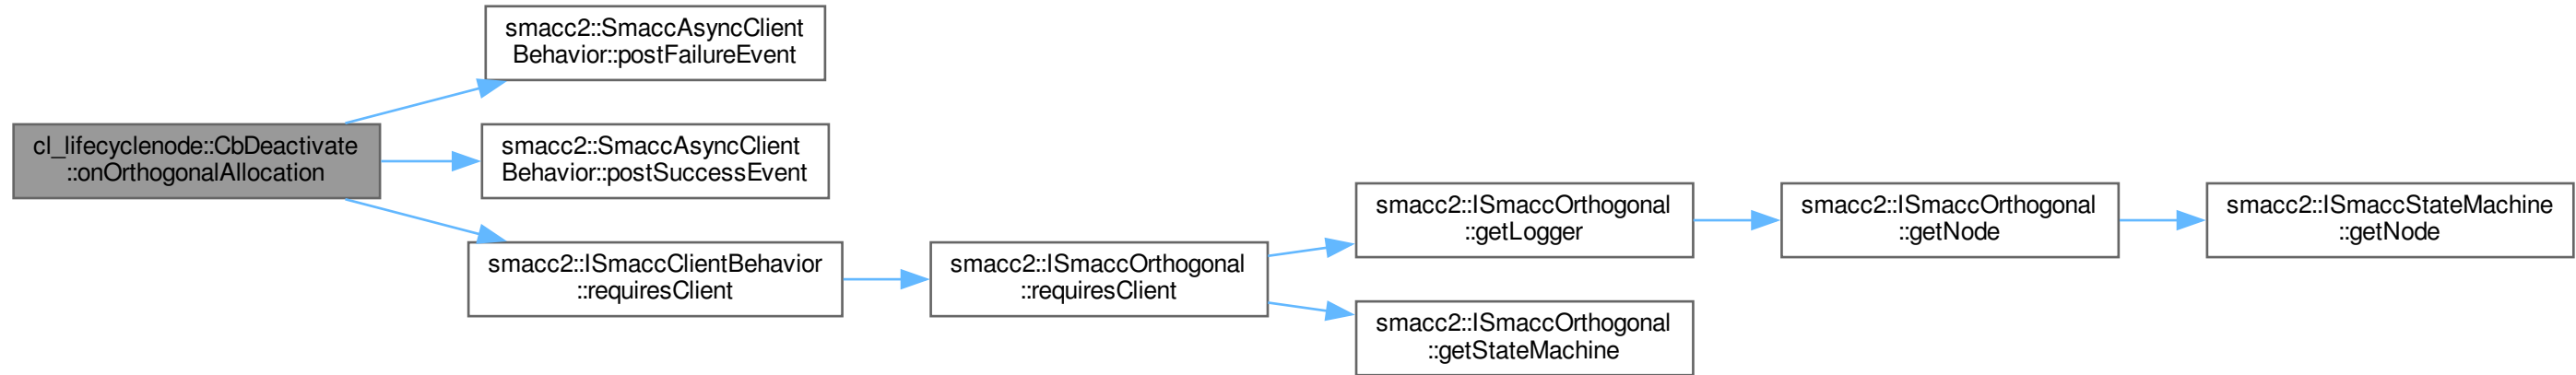 smacc2::SmaccAsyncClient
Behavior::postFailureEvent
cl_lifecyclenode::CbDeactivate
::onOrthogonalAllocation
smacc2::SmaccAsyncClient
Behavior::postSuccessEvent
smacc2::ISmaccClientBehavior
::requiresClient
smacc2::ISmaccOrthogonal
::requiresClient
smacc2::ISmaccOrthogonal
::getLogger
smacc2::ISmaccOrthogonal
::getNode
smacc2::ISmaccStateMachine
::getNode
smacc2::ISmaccOrthogonal
::getStateMachine